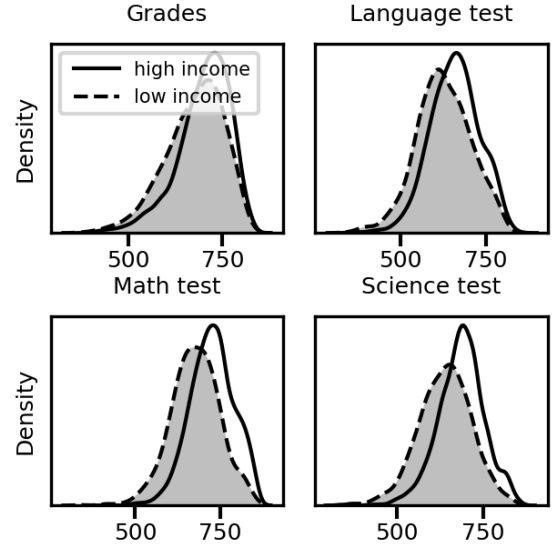 Grades
Language test
high income
low income
Density
500 750
500 750
Math test
Science test
Density
500 750
500 750